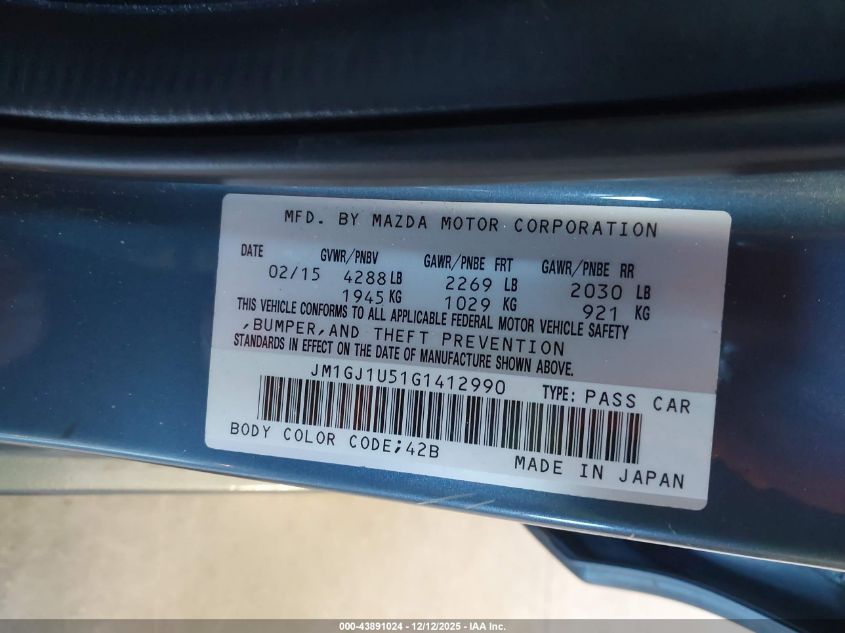 MFD. BY MAZDA MOTOR CORPORATION
DATE GVWR/PNBV GAWR/PNBE FRT GAWR/PNBE RR
02/15 4288 LB 2269 LB 2030 LB
1945 KG 1029 KG 921 KG
THIS VEHICLE CONFORMS TO ALL APPLICABLE FEDERAL MOTOR VEHICLE SAFETY
,BUMPER,AND THEFT PREVENTION
STANDARDS IN EFFECT ON THE DATE OF MANUFACTURE SHOWN ABOVE.
JM1GJ1U51G1412990 TYPE: PASS CAR
BODY COLOR CODE;42B
MADE IN JAPAN
000-43891024 - 12/12/2025 - IAA Inc.